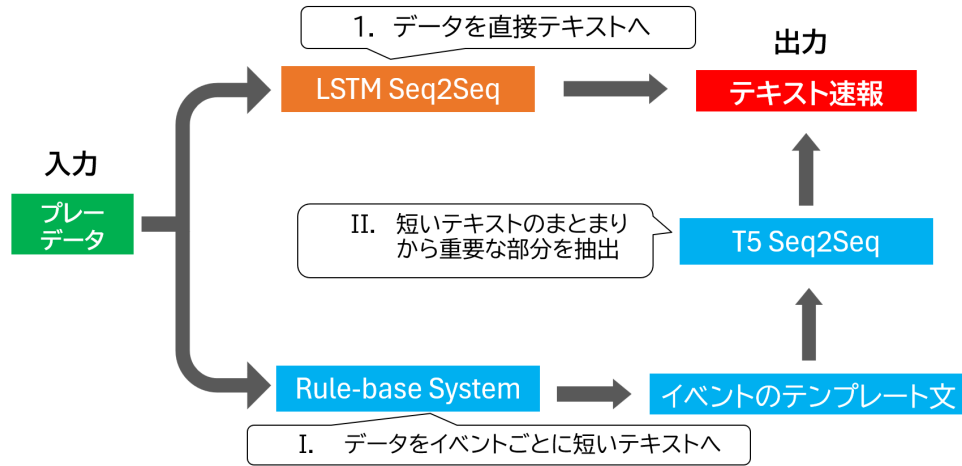 1. データを直接テキストへ
出力
LSTM Seq2Seq
テキスト速報
入力
プレー
データ
II. 短いテキストのまとまり
から重要な部分を抽出
T5 Seq2Seq
Rule-base System
イベントのテンプレート文
I. データをイベントごとに短いテキストへ